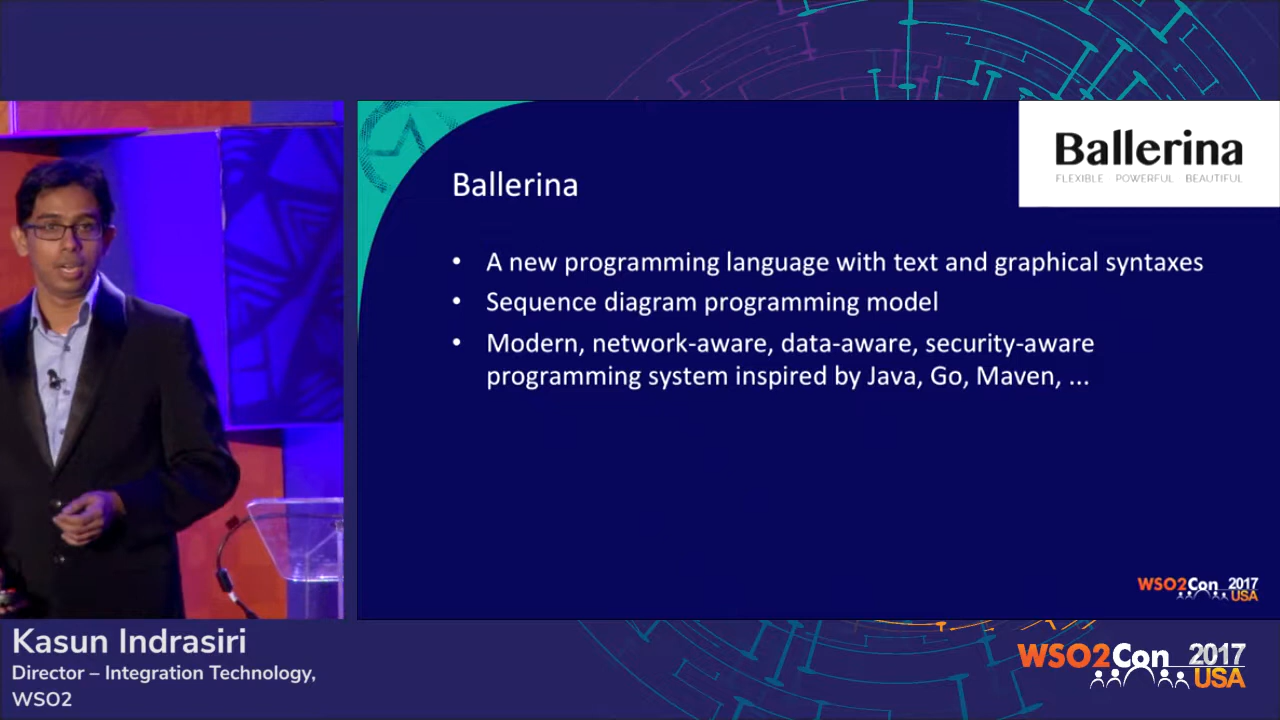 Ballerina
FLEXIBLE POWERFUL BEAUTIFUL
Ballerina
• A new programming language with text and graphical syntaxes
• Sequence diagram programming model
• Modern, network-aware, data-aware, security-aware
programming system inspired by Java, Go, Maven, ...
WSO2Con 2017
USA
Kasun Indrasiri
Director – Integration Technology,
WSO2
WSO2Con 2017
USA